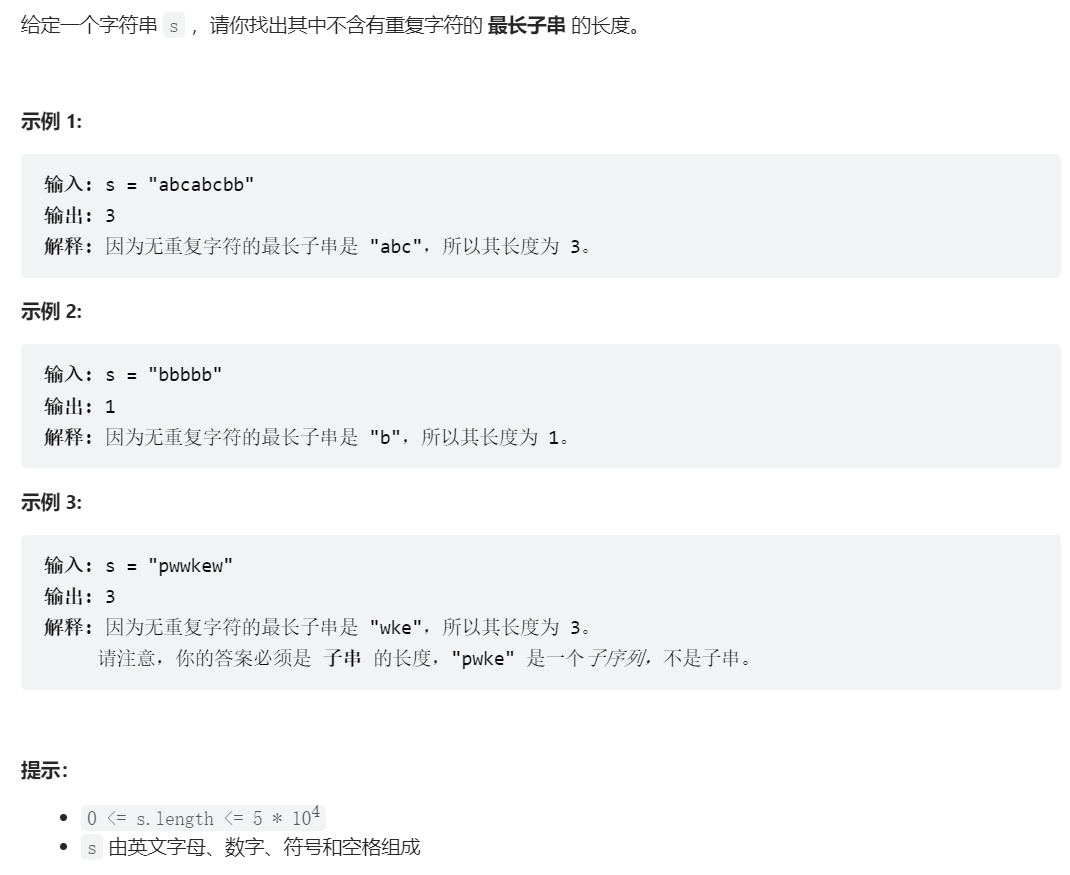 给定一个字符串 s ，请你找出其中不含有重复字符的 最长子串 的长度。
示例 1:
输入: s = "abcabcbb"
输出: 3
解释: 因为无重复字符的最长子串是 "abc"，所以其长度为 3。
示例 2:
输入: s = "bbbbb"
输出: 1
解释: 因为无重复字符的最长子串是 "b"，所以其长度为 1。
示例 3:
输入: s = "pwwkew"
输出: 3
解释: 因为无重复字符的最长子串是 "wke"，所以其长度为 3。
请注意，你的答案必须是 子串 的长度，"pwke" 是一个子序列，不是子串。
提示：
• 0 <= s.length <= 5 * 10⁴
• s 由英文字母、数字、符号和空格组成